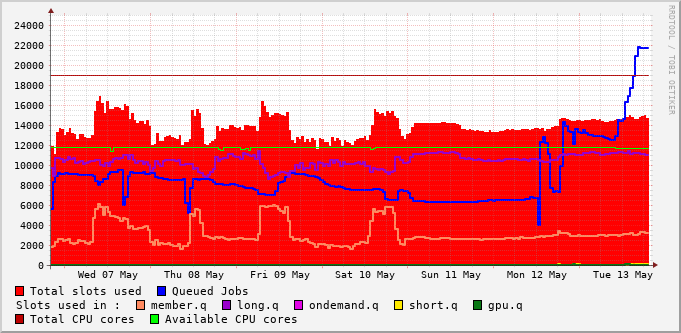 RRDTOOL / TOBI OETIKER
24000
22000
20000
18000
16000
14000
12000
10000
8000
6000
4000
2000
0
Wed 07 May Thu 08 May Fri 09 May Sat 10 May Sun 11 May Mon 12 May Tue 13 May
Total slots used Queued Jobs
Slots used in : member.q long.q ondemand.q short.q gpu.q
Total CPU cores Available CPU cores